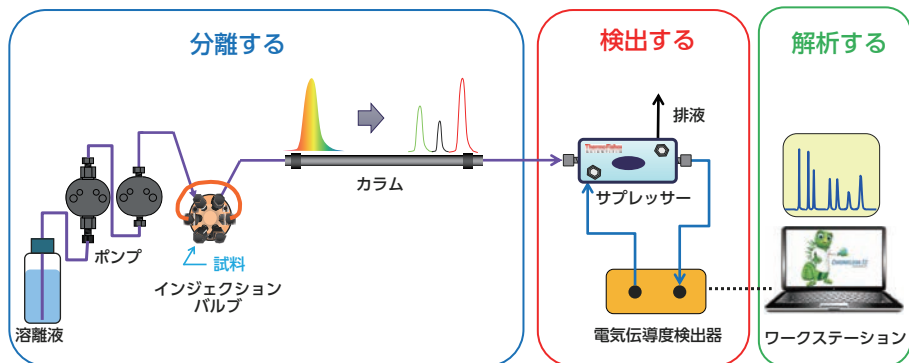 分離する
検出する
解析する
排液
ThermoFisher
カラム
サプレッサー
ポンプ
試料
インジェクション
バルブ
溶離液
電気伝導度検出器
ワークステーション